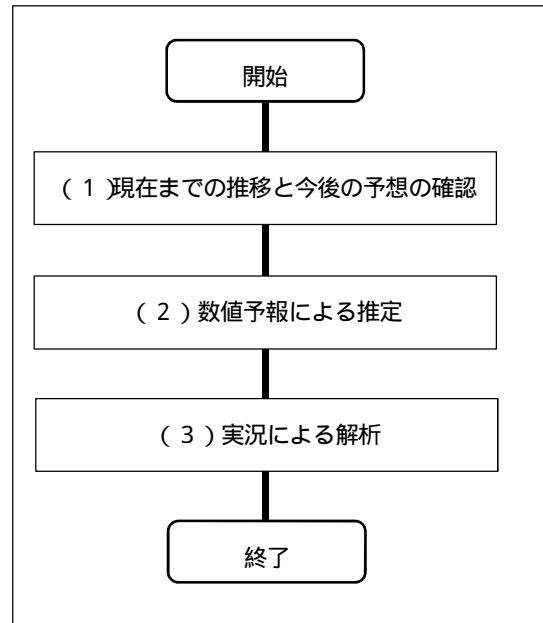 開始
(1)現在までの推移と今後の予想の確認
(2)数値予報による推定
(3)実況による解析
終了